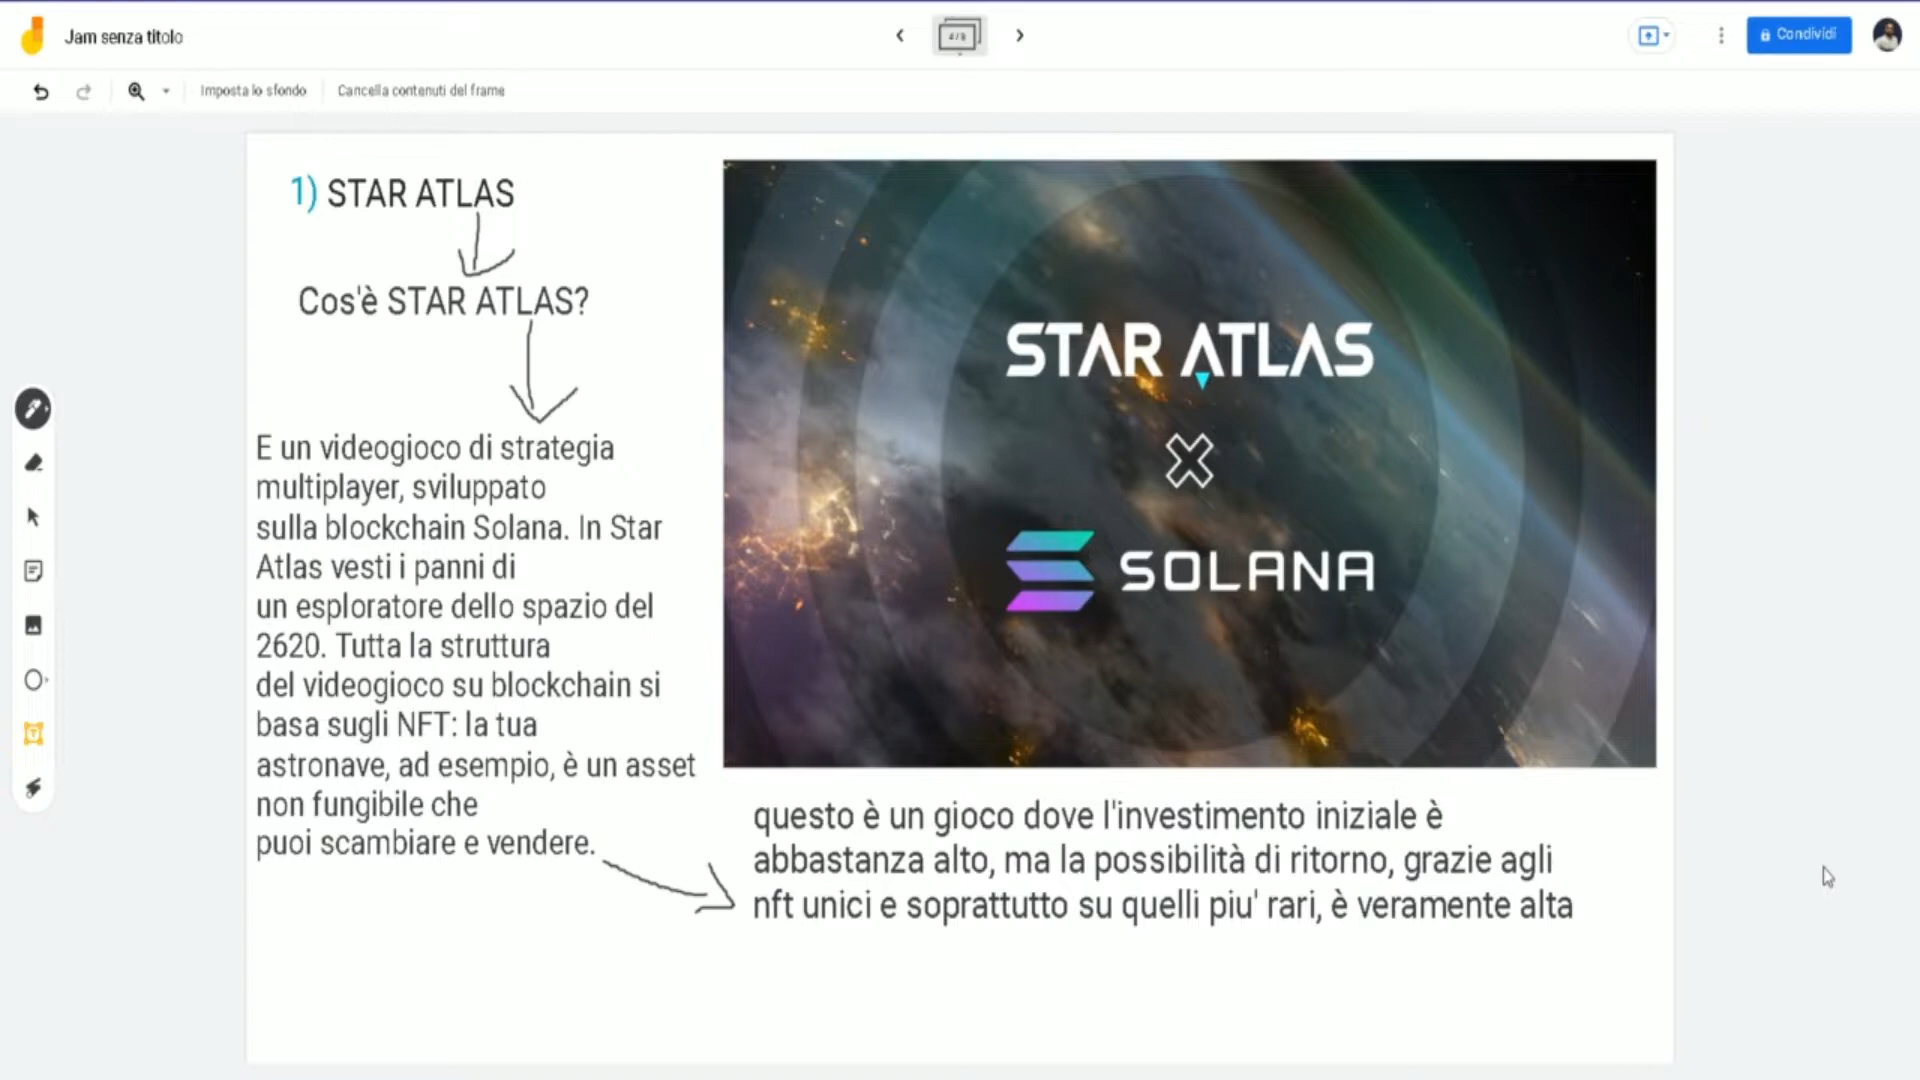 Jam senza titolo
4/8
Condividi
Imposta lo sfondo
Cancella contenuti del frame
1) STAR ATLAS
Cos'è STAR ATLAS?
E un videogioco di strategia
multiplayer, sviluppato
sulla blockchain Solana. In Star
Atlas vesti i panni di
un esploratore dello spazio del
2620. Tutta la struttura
del videogioco su blockchain si
basa sugli NFT: la tua
astronave, ad esempio, è un asset
non fungibile che
puoi scambiare e vendere.
STAR ATLAS
SOLANA
questo è un gioco dove l'investimento iniziale è
abbastanza alto, ma la possibilità di ritorno, grazie agli
nft unici e soprattutto su quelli piu' rari, è veramente alta